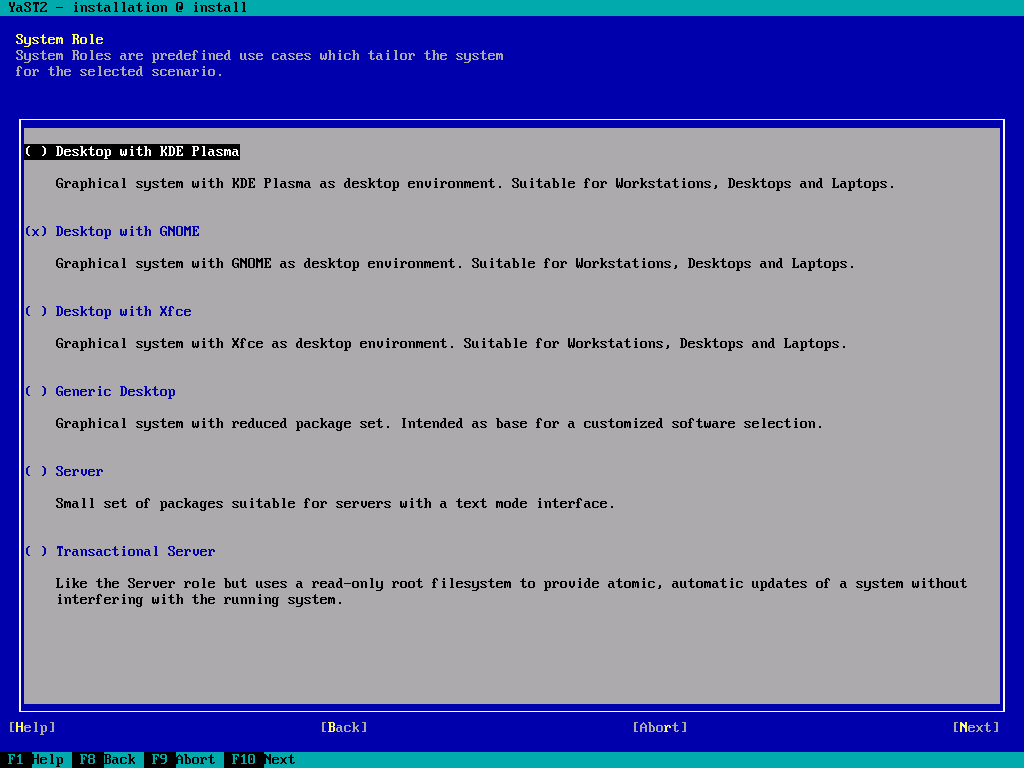 YaST2 - installation @ install
System Role
System Roles are predefined use cases which tailor the system
for the selected scenario.
( ) Desktop with KDE Plasma
Graphical system with KDE Plasma as desktop environment. Suitable for Workstations, Desktops and Laptops.
(x) Desktop with GNOME
Graphical system with GNOME as desktop environment. Suitable for Workstations, Desktops and Laptops.
( ) Desktop with Xfce
Graphical system with Xfce as desktop environment. Suitable for Workstations, Desktops and Laptops.
( ) Generic Desktop
Graphical system with reduced package set. Intended as base for a customized software selection.
( ) Server
Small set of packages suitable for servers with a text mode interface.
( ) Transactional Server
Like the Server role but uses a read-only root filesystem to provide atomic, automatic updates of a system without
interfering with the running system.
[Help] [Back] [Abort] [Next]
F1 Help F8 Back F9 Abort F10 Next